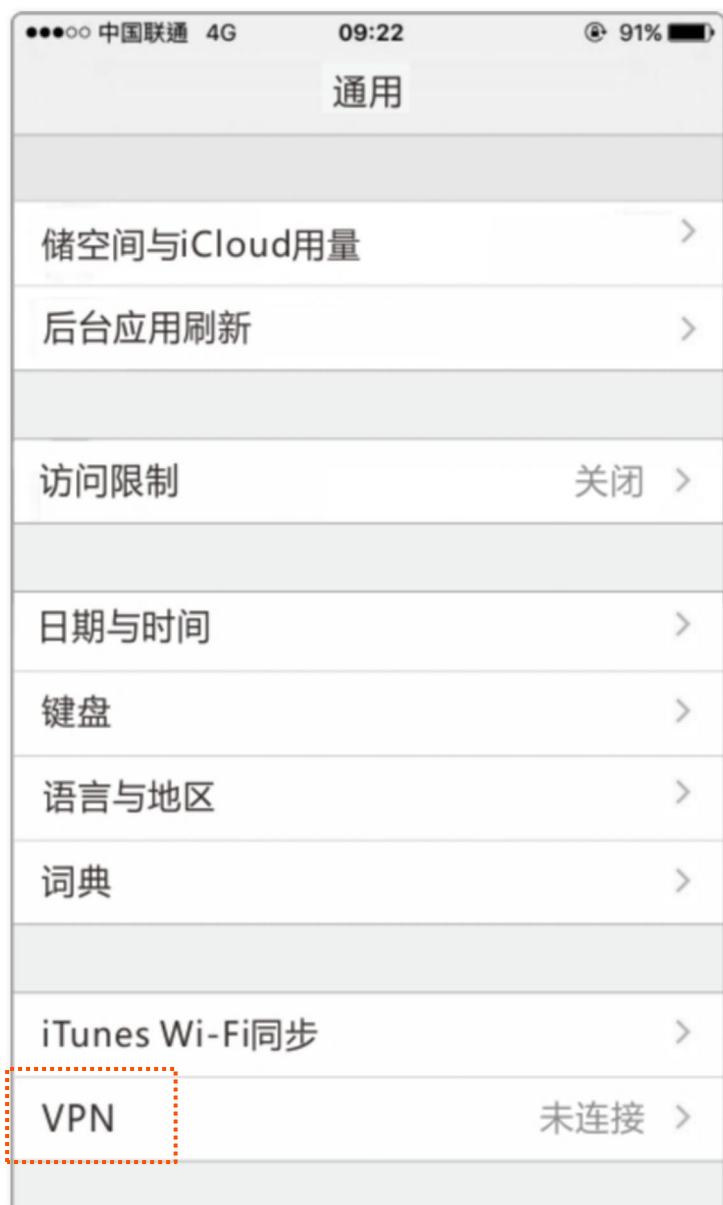 中国联通 4G 09:22 91%
通用
储空间与iCloud用量
后台应用刷新
访问限制 关闭
日期与时间
键盘
语言与地区
词典
iTunes Wi-Fi同步
VPN 未连接